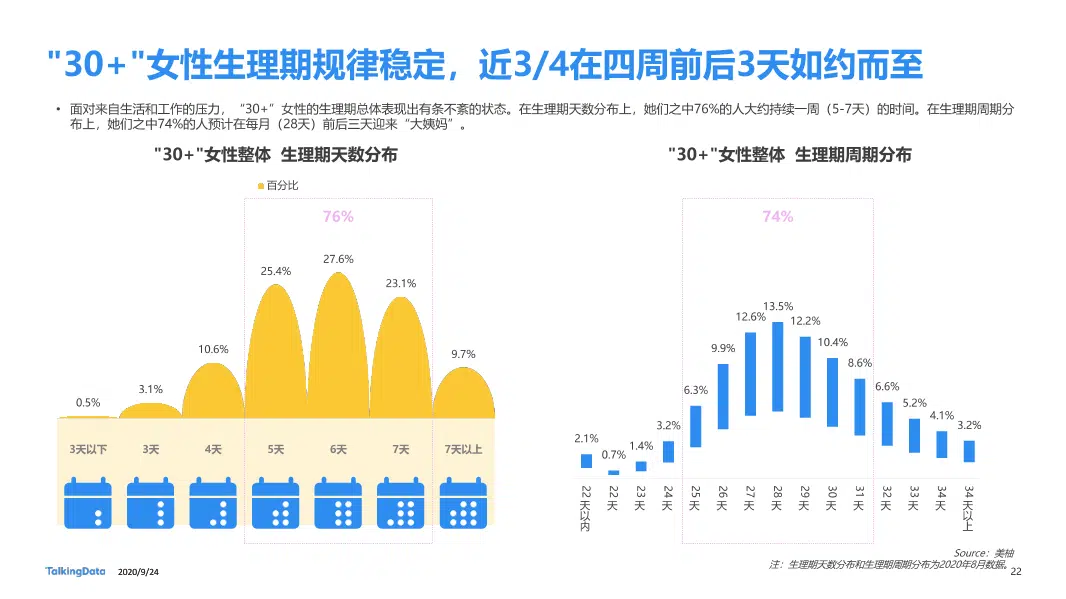 "30+"女性生理期规律稳定，近3/4在四周前后3天如约而至
• 面对来自生活和工作的压力，“30+”女性的生理期总体表现出有条不紊的状态。在生理期天数分布上，她们之中76%的人大约持续一周（5-7天）的时间。在生理期周期分
布上，她们之中74%的人预计在每月（28天）前后三天迎来“大姨妈”。
"30+"女性整体 生理期天数分布
百分比
76%
0.5%
3.1%
10.6%
25.4%
27.6%
23.1%
9.7%
3天以下
3天
4天
5天
6天
7天
7天以上
"30+"女性整体 生理期周期分布
74%
2.1%
0.7%
1.4%
3.2%
6.3%
9.9%
12.6%
13.5%
12.2%
10.4%
8.6%
6.6%
5.2%
4.1%
3.2%
22天以内
22天
23天
24天
25天
26天
27天
28天
29天
30天
31天
32天
33天
34天
34天以上
Source：美柚
注：生理期天数分布和生理期周期分布为2020年8月数据。
TalkingData
2020/9/24
22